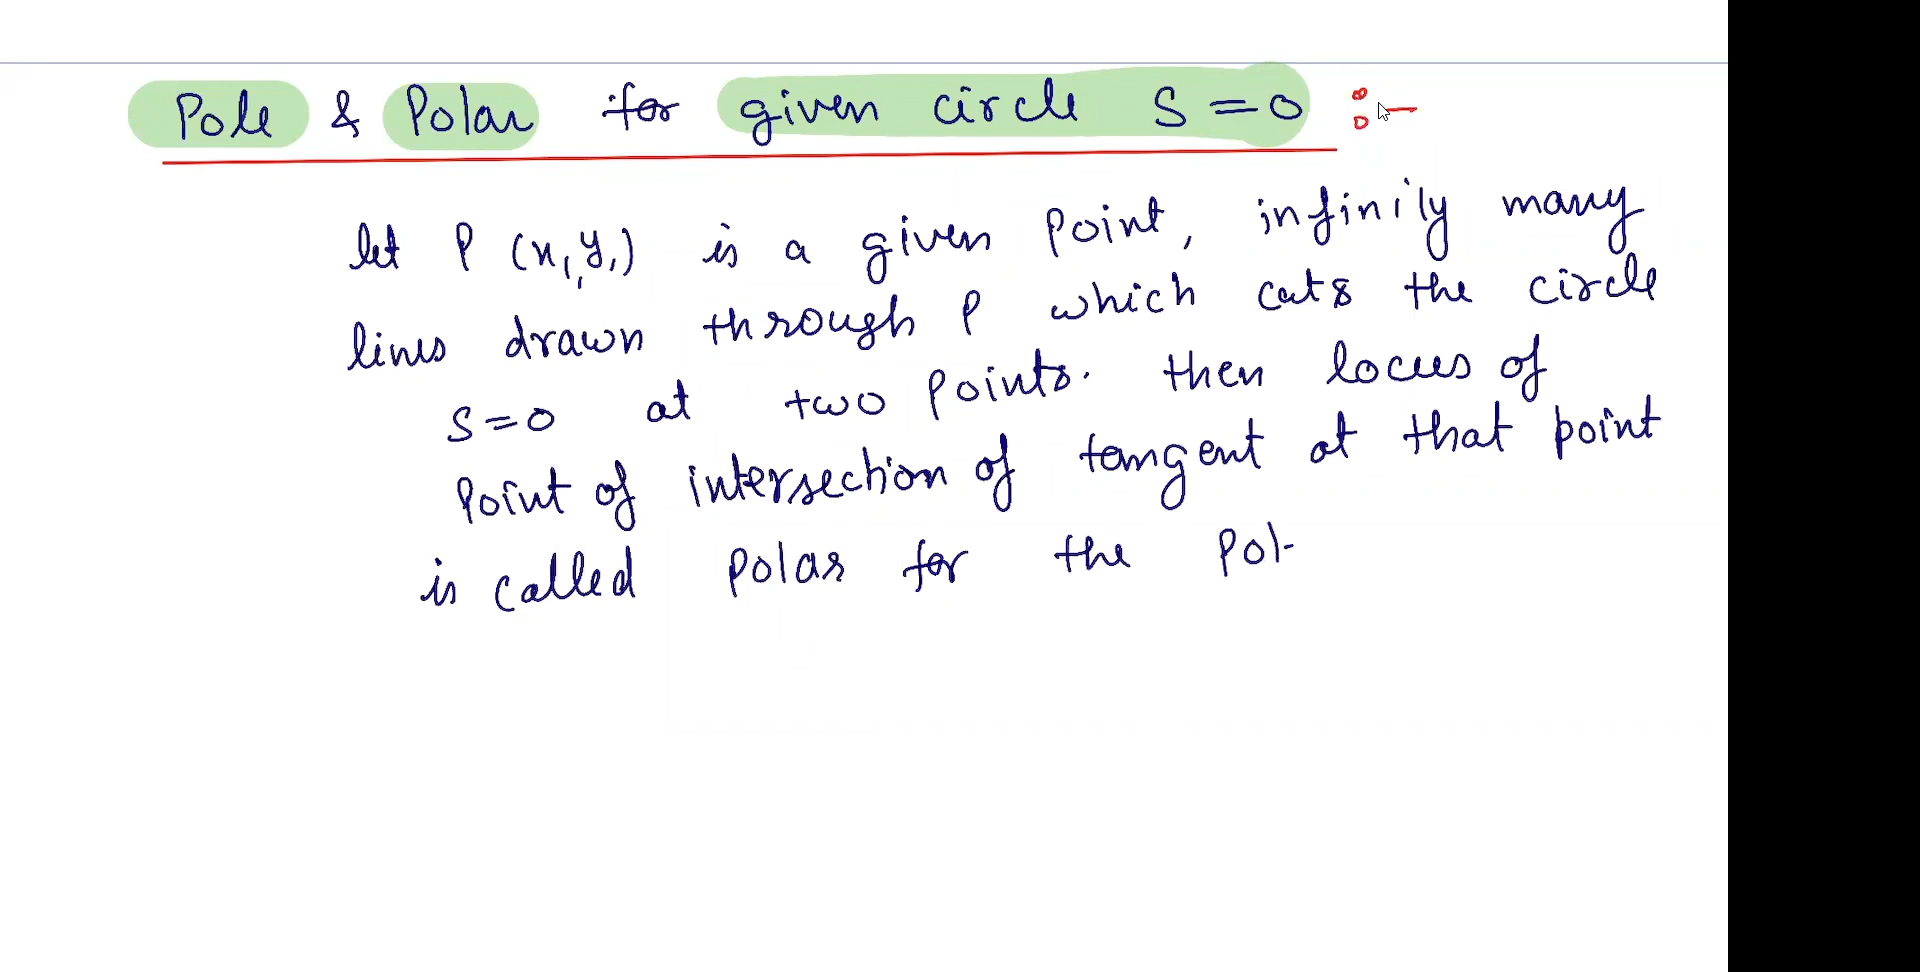 Pole & Polar for given circle S = 0 :-
let P (x₁, y₁) is a given point, infinily many
lines drawn through P which cuts the circle
S = 0 at two points. then locus of
point of intersection of tangent at that point
is called polar for the pol